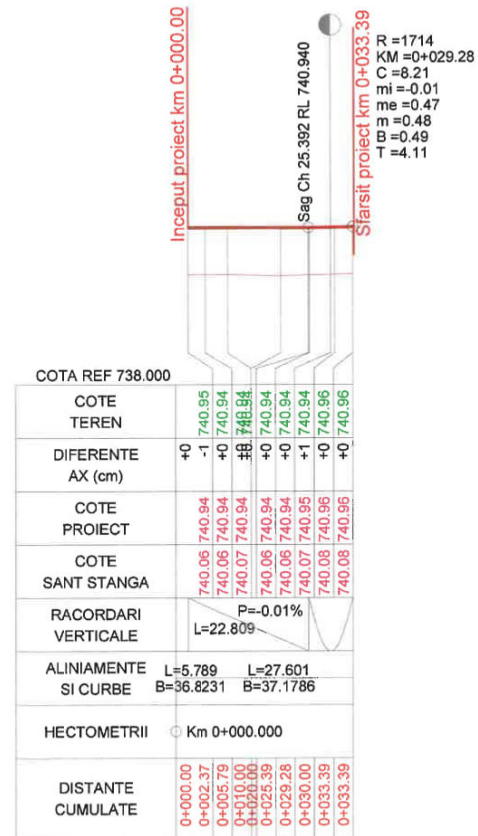 Inceput proiect km 0+000.00
Sag Ch 25.392 RL 740.940
Sfarsit proiect km 0+033.39
R =1714
KM =0+029.28
C =8.21
mi =-0.01
me =0.47
m =0.48
B =0.49
T =4.11
COTA REF 738.000
COTE TEREN
740.95 740.94 740.94 740.94 740.94 740.94 740.96 740.96
DIFERENTE AX (cm)
+0 -1 +0 +0 +0 +1 +0 +0
COTE PROIECT
740.94 740.94 740.94 740.94 740.94 740.95 740.96 740.96
COTE SANT STANGA
740.06 740.06 740.07 740.06 740.06 740.07 740.08 740.08
RACORDARI VERTICALE
P=-0.01%
L=22.809
ALINIAMENTE SI CURBE
L=5.789 L=27.601
B=36.8231 B=37.1786
HECTOMETRII
Km 0+000.000
DISTANTE CUMULATE
0+000.00 0+002.37 0+005.79 0+010.00 0+020.00 0+025.39 0+029.28 0+030.00 0+033.39 0+033.39